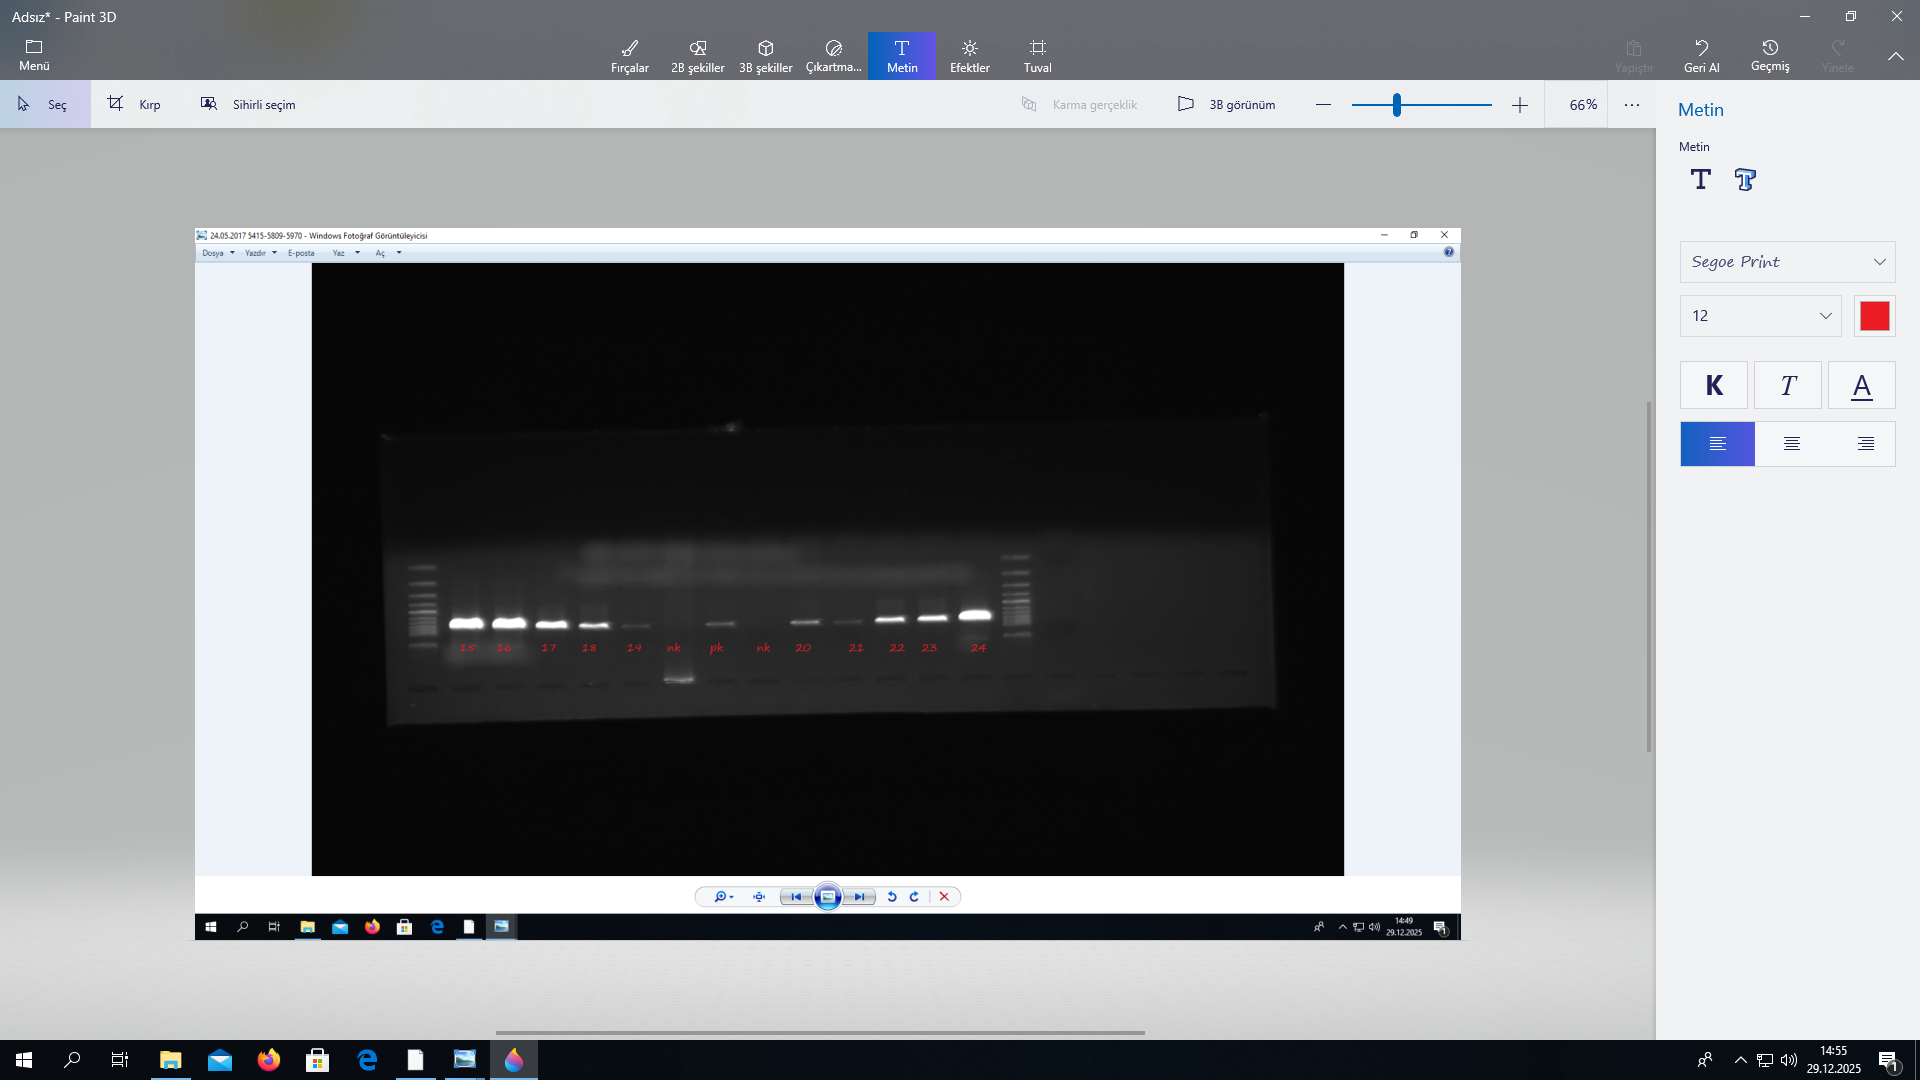 Adsız* - Paint 3D
Menü
Fırçalar
2B şekiller
3B şekiller
Çıkartma...
Metin
Efektler
Tuval
Yapıştır
Geri Al
Geçmiş
Yinele
Seç
Kırp
Sihirli seçim
Karma gerçeklik
3B görünüm
66%
Metin
Metin
Segoe Print
12
K
T
A
24.05.2017 5415-5809-5970 - Windows Fotoğraf Görüntüleyicisi
Dosya Yazdır E-posta Yaz Aç
15 16 17 18 19 nk pk nk 20 21 22 23 24
14:49
29.12.2025
1
14:55
29.12.2025
1